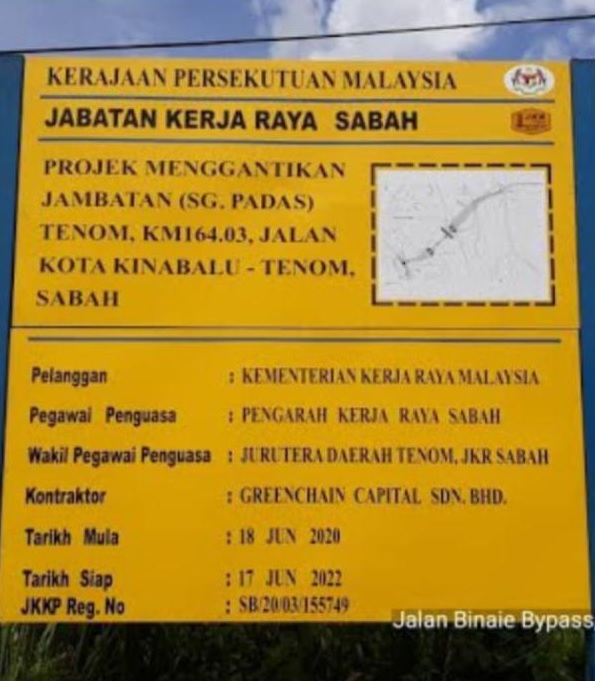 KERAJAAN PERSEKUTUAN MALAYSIA
JABATAN KERJA RAYA SABAH
JKR
PROJEK MENGGANTIKAN
JAMBATAN (SG. PADAS)
TENOM, KM164.03, JALAN
KOTA KINABALU - TENOM,
SABAH
Pelanggan : KEMENTERIAN KERJA RAYA MALAYSIA
Pegawai Penguasa : PENGARAH KERJA RAYA SABAH
Wakil Pegawai Penguasa : JURUTERA DAERAH TENOM, JKR SABAH
Kontraktor : GREENCHAIN CAPITAL SDN. BHD.
Tarikh Mula : 18 JUN 2020
Tarikh Siap : 17 JUN 2022
JKKP Reg. No : SB/20/03/155749
Jalan Binaie Bypass,